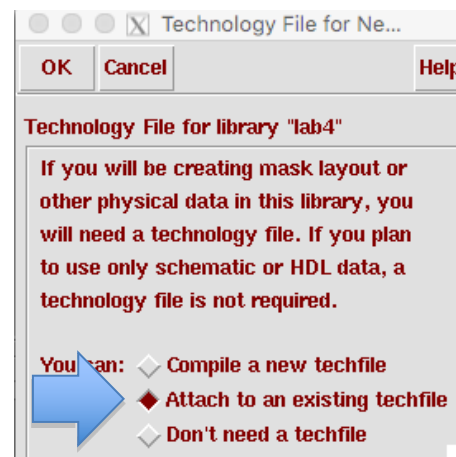 Technology File for Ne...
OK Cancel Help
Technology File for library "lab4"
If you will be creating mask layout or
other physical data in this library, you
will need a technology file. If you plan
to use only schematic or HDL data, a
technology file is not required.
You can: Compile a new techfile
Attach to an existing techfile
Don't need a techfile